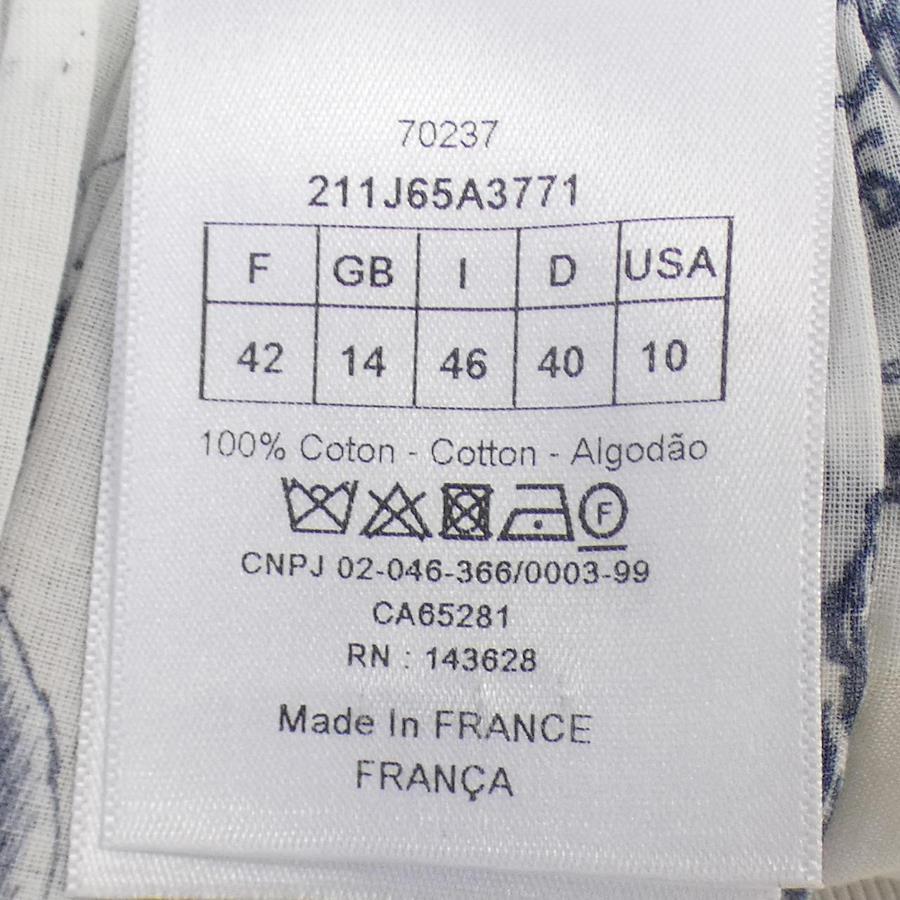 70237
211J65A3771
F GB I D USA
42 14 46 40 10
100% Coton - Cotton - Algodão
F
CNPJ 02-046-366/0003-99
CA65281
RN : 143628
Made In FRANCE
FRANÇA